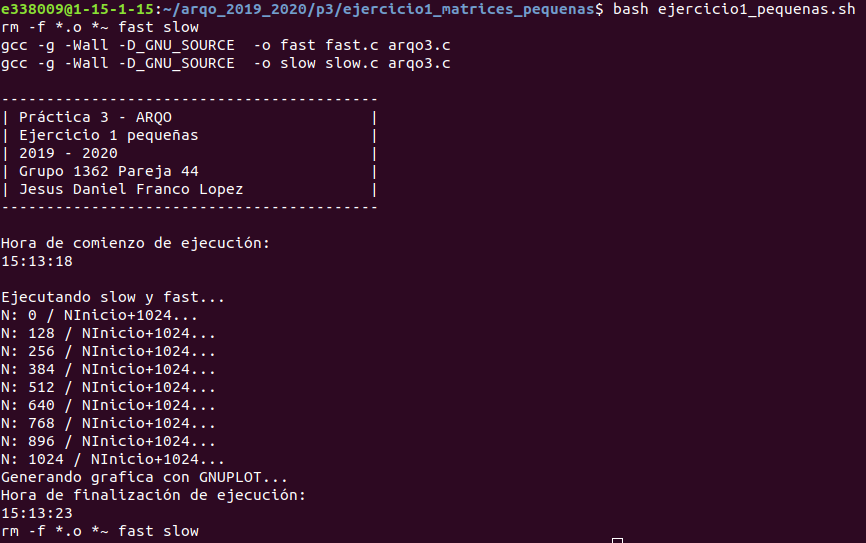 e338009@1-15-1-15:~/arqo_2019_2020/p3/ejercicio1_matrices_pequenas$ bash ejercicio1_pequenas.sh
rm -f *.o *~ fast slow
gcc -g -Wall -D_GNU_SOURCE  -o fast fast.c arqo3.c
gcc -g -Wall -D_GNU_SOURCE  -o slow slow.c arqo3.c
------------------------------------------
| Práctica 3 - ARQO                      |
| Ejercicio 1 pequeñas                   |
| 2019 - 2020                            |
| Grupo 1362 Pareja 44                   |
| Jesus Daniel Franco Lopez              |
------------------------------------------
Hora de comienzo de ejecución:
15:13:18
Ejecutando slow y fast...
N: 0 / NInicio+1024...
N: 128 / NInicio+1024...
N: 256 / NInicio+1024...
N: 384 / NInicio+1024...
N: 512 / NInicio+1024...
N: 640 / NInicio+1024...
N: 768 / NInicio+1024...
N: 896 / NInicio+1024...
N: 1024 / NInicio+1024...
Generando grafica con GNUPLOT...
Hora de finalización de ejecución:
15:13:23
rm -f *.o *~ fast slow